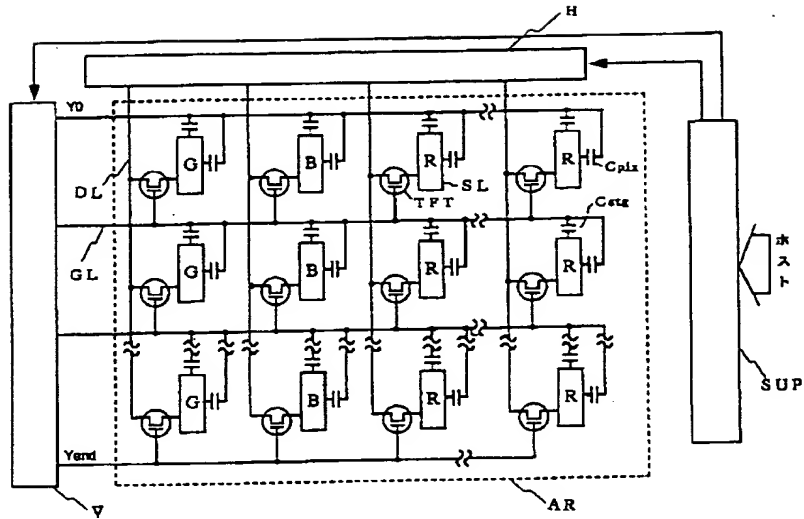 H
Y0
G
B
R
R
Cpix
DL
SL
TFT
Cstg
GL
G
B
R
R
ホスト
G
B
R
R
SUP
Yend
V
AR